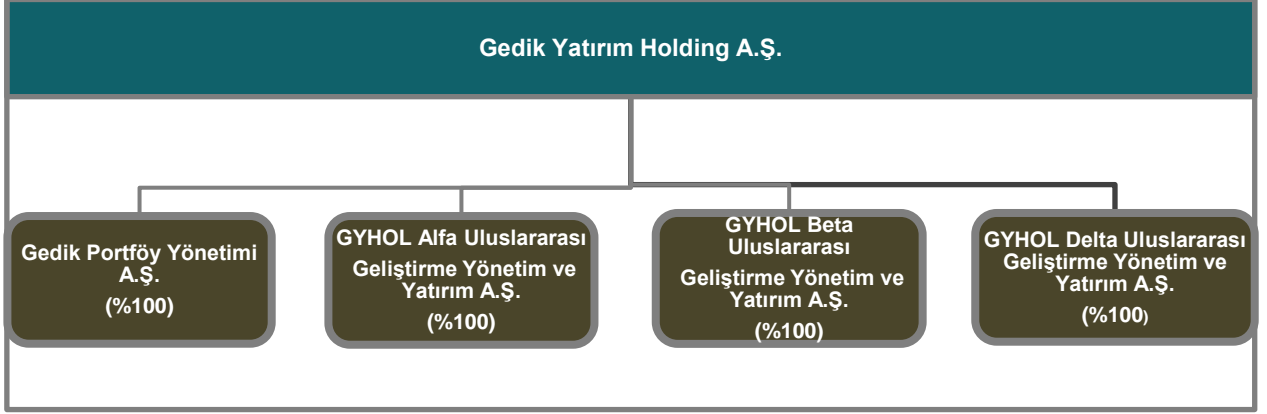 Gedik Yatırım Holding A.Ş.
Gedik Portföy Yönetimi
A.Ş.
(%100)
GYHOL Alfa Uluslararası
Geliştirme Yönetim ve
Yatırım A.Ş.
(%100)
GYHOL Beta
Uluslararası
Geliştirme Yönetim ve
Yatırım A.Ş.
(%100)
GYHOL Delta Uluslararası
Geliştirme Yönetim ve
Yatırım A.Ş.
(%100)